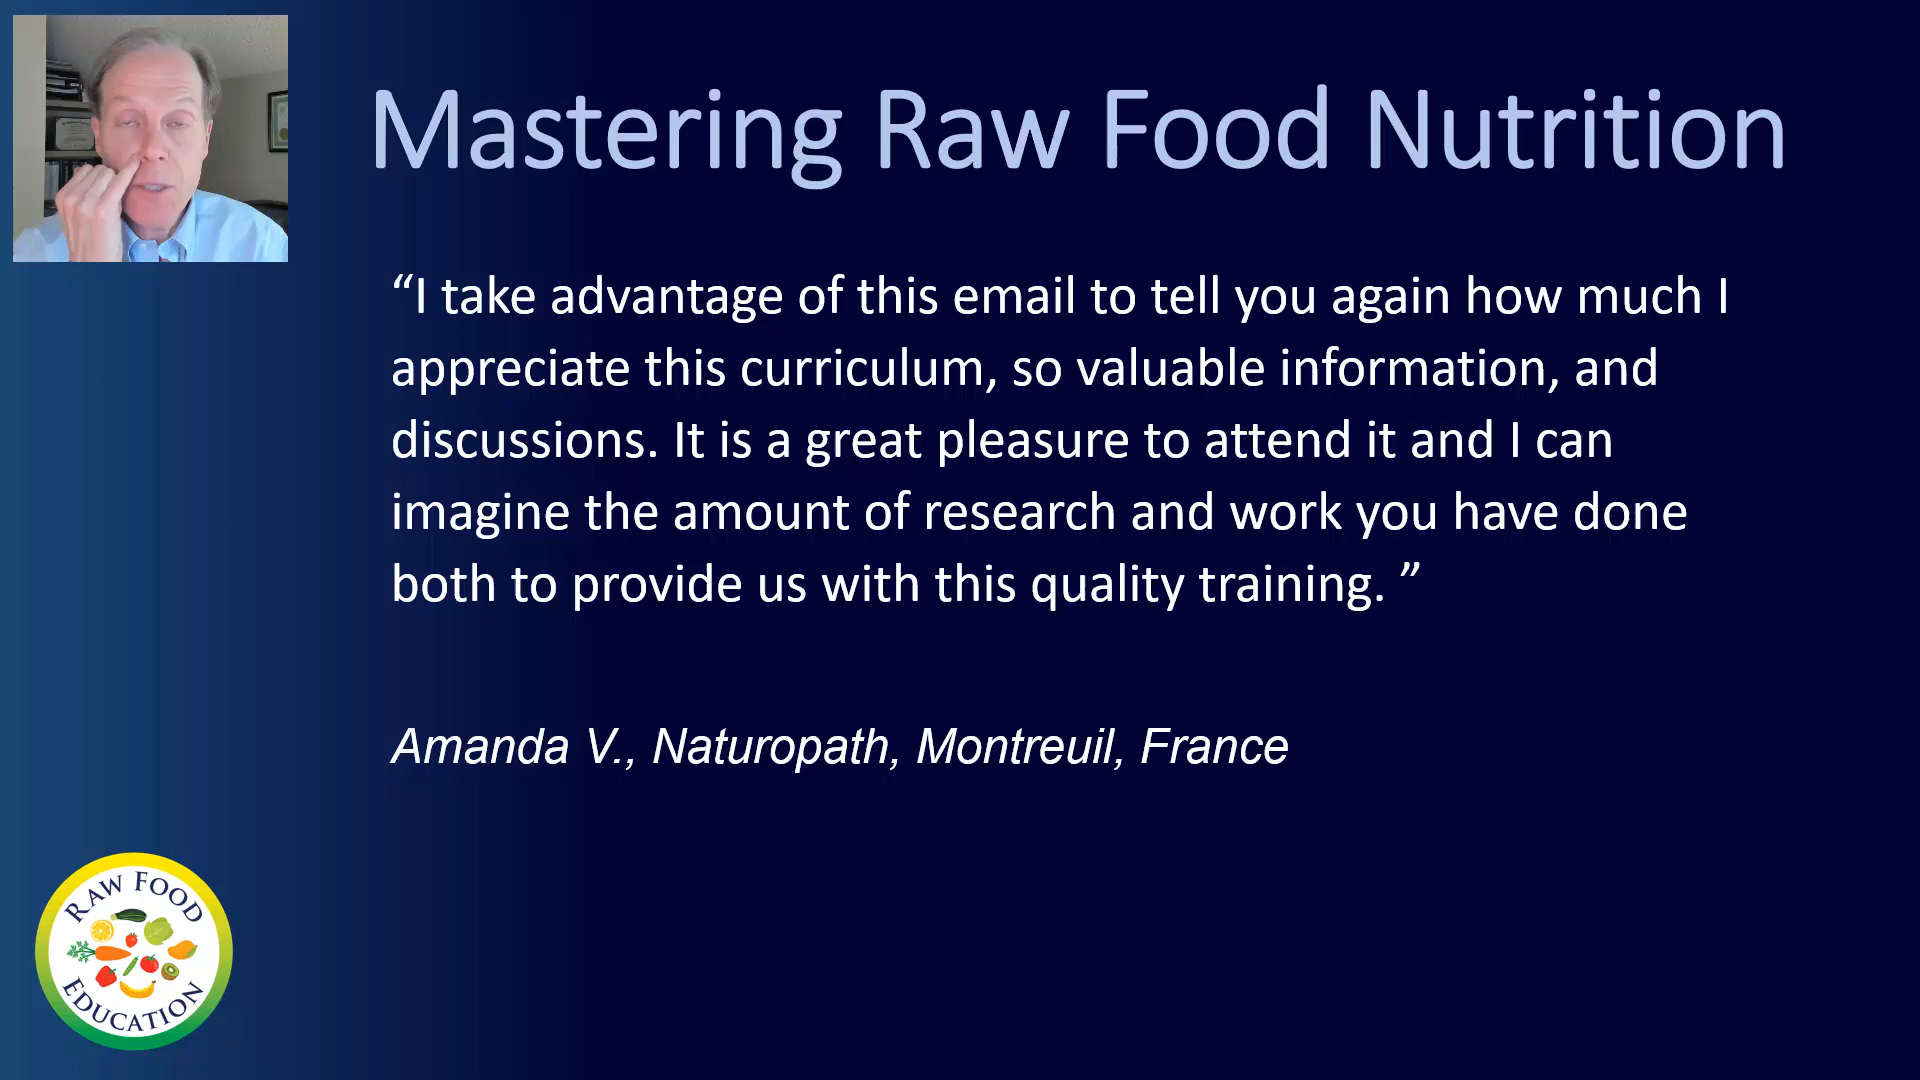 Mastering Raw Food Nutrition
“I take advantage of this email to tell you again how much I
appreciate this curriculum, so valuable information, and
discussions. It is a great pleasure to attend it and I can
imagine the amount of research and work you have done
both to provide us with this quality training. ”
Amanda V., Naturopath, Montreuil, France
RAW FOOD
EDUCATION